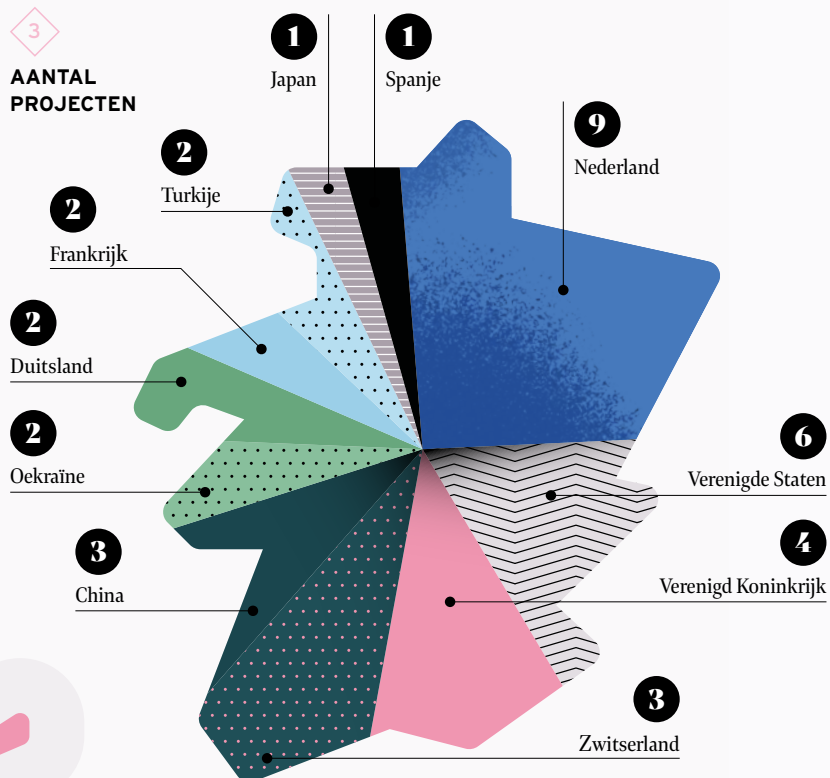 3
AANTAL
PROJECTEN
1
Japan
1
Spanje
9
Nederland
2
Turkije
2
Frankrijk
2
Duitsland
2
Oekraïne
6
Verenigde Staten
4
Verenigd Koninkrijk
3
China
3
Zwitserland